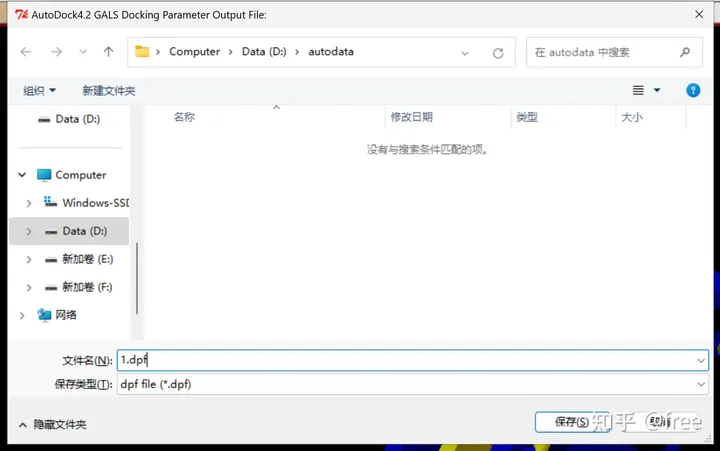 AutoDock4.2 GALS Docking Parameter Output File:
Computer Data (D:) autodata
在 autodata 中搜索
组织 新建文件夹
Data (D:)
名称 修改日期 类型 大小
没有与搜索条件匹配的项。
Computer
Windows-SSD
Data (D:)
新加卷 (E:)
新加卷 (F:)
网络
文件名(N): 1.dpf
保存类型(T): dpf file (*.dpf)
隐藏文件夹
保存(S) 取消
知乎 @free